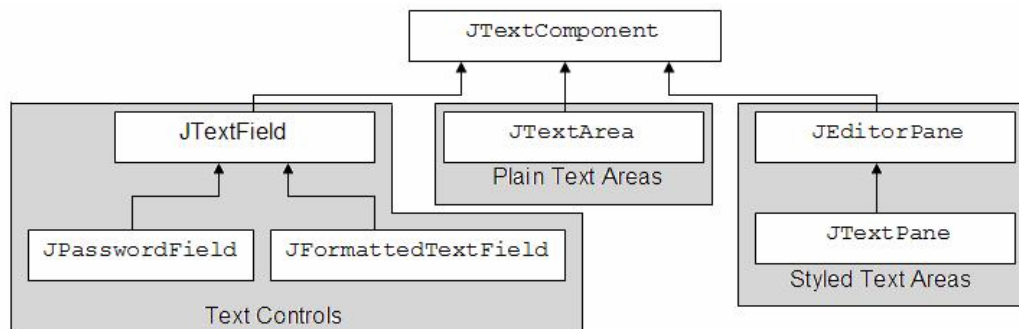 JTextComponent
JTextField
JTextArea
JEditorPane
Plain Text Areas
JPasswordField
JFormattedTextField
JTextPane
Styled Text Areas
Text Controls